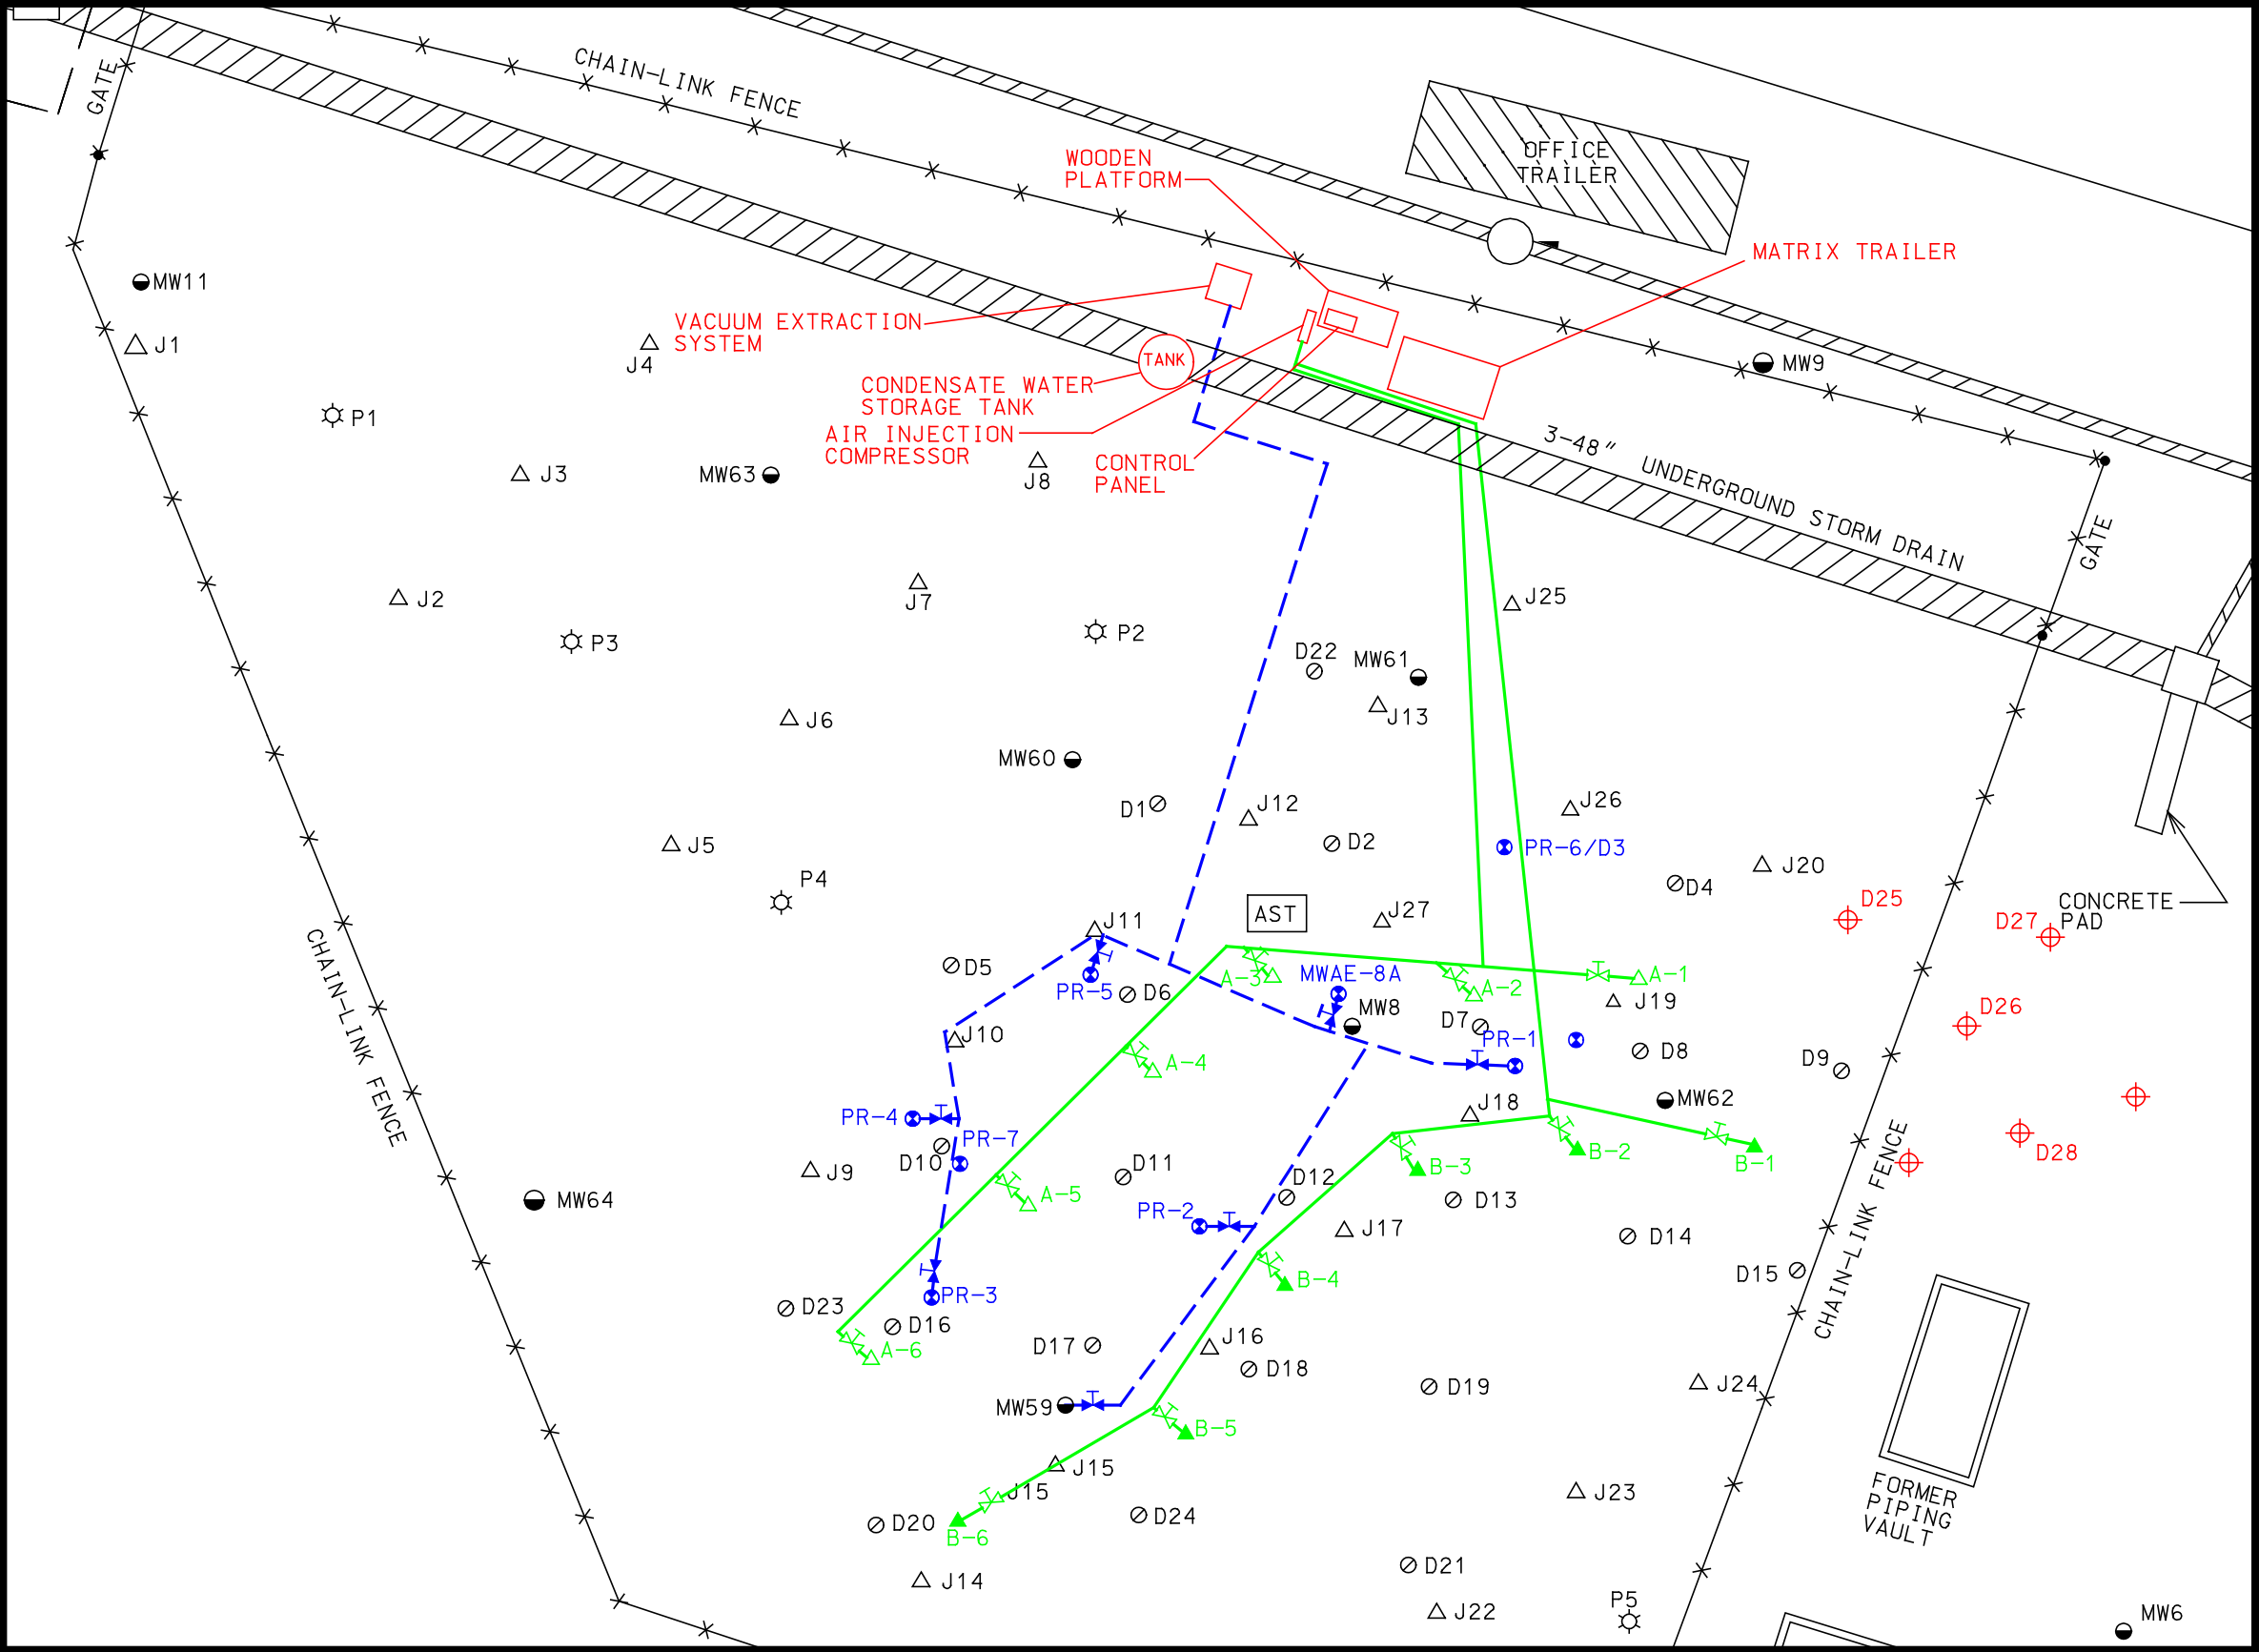 GATE
CHAIN-LINK FENCE
WOODEN
PLATFORM
OFFICE
TRAILER
MATRIX TRAILER
MW11
J1
J4
VACUUM EXTRACTION
SYSTEM
TANK
MW9
CONDENSATE WATER
STORAGE TANK
P1
AIR INJECTION
COMPRESSOR
3-48" UNDERGROUND STORM DRAIN
CONTROL
PANEL
J3
MW63
J8
GATE
J2
J7
J25
P3
P2
D22
MW61
J6
J13
MW60
D1
J12
J26
D2
PR-6/D3
J5
J20
P4
D4
D25
CONCRETE
PAD
AST
J27
J11
D27
D5
A-3
MWAE-8A
A-1
PR-5
D6
A-2
J19
D26
MW8
D7
PR-1
J10
D8
D9
A-4
MW62
J18
PR-4
PR-7
CHAIN-LINK FENCE
D10
D11
B-3
B-2
B-1
D28
J9
D12
A-5
MW64
PR-2
D13
CHAIN-LINK FENCE
J17
D14
D15
B-4
PR-3
D23
D16
A-6
D17
J16
D18
D19
J24
MW59
B-5
J15
J15
J23
FORMER
PIPING
VAULT
D20
D24
B-6
D21
J14
P5
J22
MW6